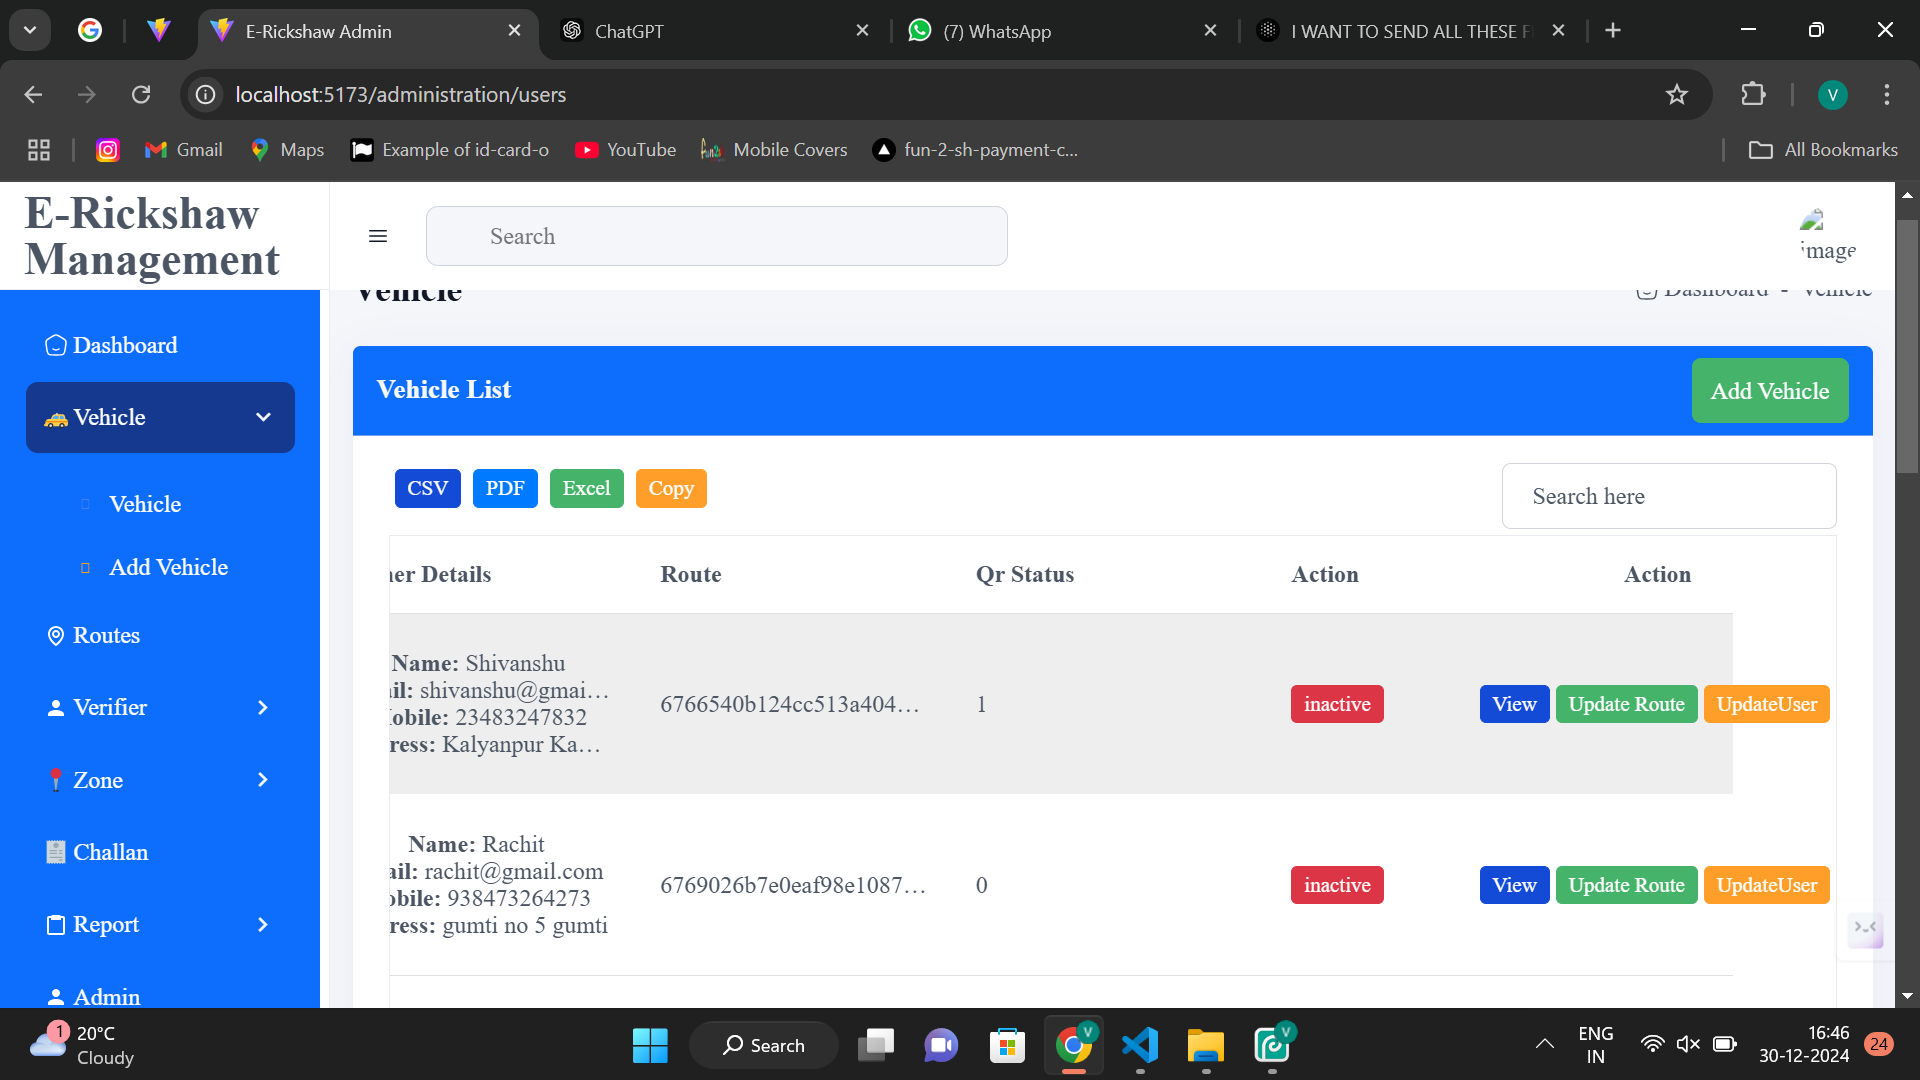 E-Rickshaw Admin
ChatGPT
(7) WhatsApp
I WANT TO SEND ALL THESE F
localhost:5173/administration/users
V
Gmail
Maps
Example of id-card-o
YouTube
Mobile Covers
fun-2-sh-payment-c...
All Bookmarks
E-Rickshaw
Management
Search
image
Vehicle
Dashboard - Vehicle
Dashboard
Vehicle
Vehicle
Add Vehicle
Routes
Verifier
Zone
Challan
Report
Admin
Vehicle List
Add Vehicle
CSV
PDF
Excel
Copy
Search here
ner Details
Route
Qr Status
Action
Action
Name: Shivanshu
il: shivanshu@gmai...
obile: 23483247832
ress: Kalyanpur Ka...
6766540b124cc513a404...
1
inactive
View
Update Route
UpdateUser
Name: Rachit
ail: rachit@gmail.com
obile: 938473264273
ress: gumti no 5 gumti
6769026b7e0eaf98e1087...
0
inactive
View
Update Route
UpdateUser
1
20°C
Cloudy
Search
V
V
ENG
IN
16:46
30-12-2024
24